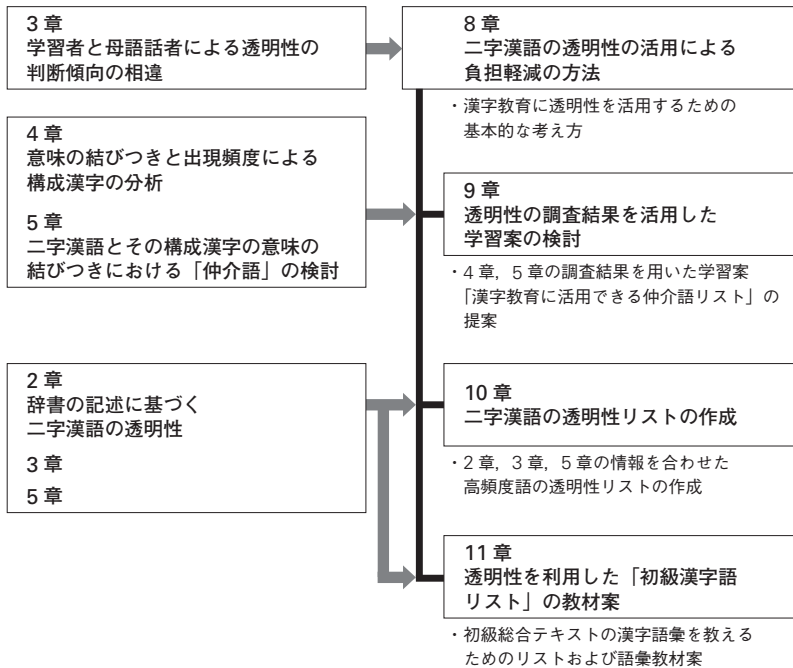 3 章
学習者と母語話者による透明性の
判断傾向の相違
8 章
二字漢語の透明性の活用による
負担軽減の方法
・漢字教育に透明性を活用するための
基本的な考え方
4 章
意味の結びつきと出現頻度による
構成漢字の分析
5 章
二字漢語とその構成漢字の意味の
結びつきにおける「仲介語」の検討
9 章
透明性の調査結果を活用した
学習案の検討
・4 章，5 章の調査結果を用いた学習案
「漢字教育に活用できる仲介語リスト」の
提案
2 章
辞書の記述に基づく
二字漢語の透明性
3 章
5 章
10 章
二字漢語の透明性リストの作成
・2 章，3 章，5 章の情報を合わせた
高頻度語の透明性リストの作成
11 章
透明性を利用した「初級漢字語
リスト」の教材案
・初級総合テキストの漢字語彙を教える
ためのリストおよび語彙教材案